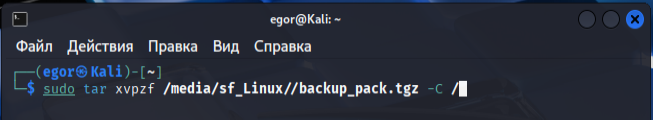 egor@Kali: ~
Файл Действия Правка Вид Справка
┌──(egor㉿Kali)-[~]
└─$ sudo tar xvpzf /media/sf_Linux//backup_pack.tgz -C /